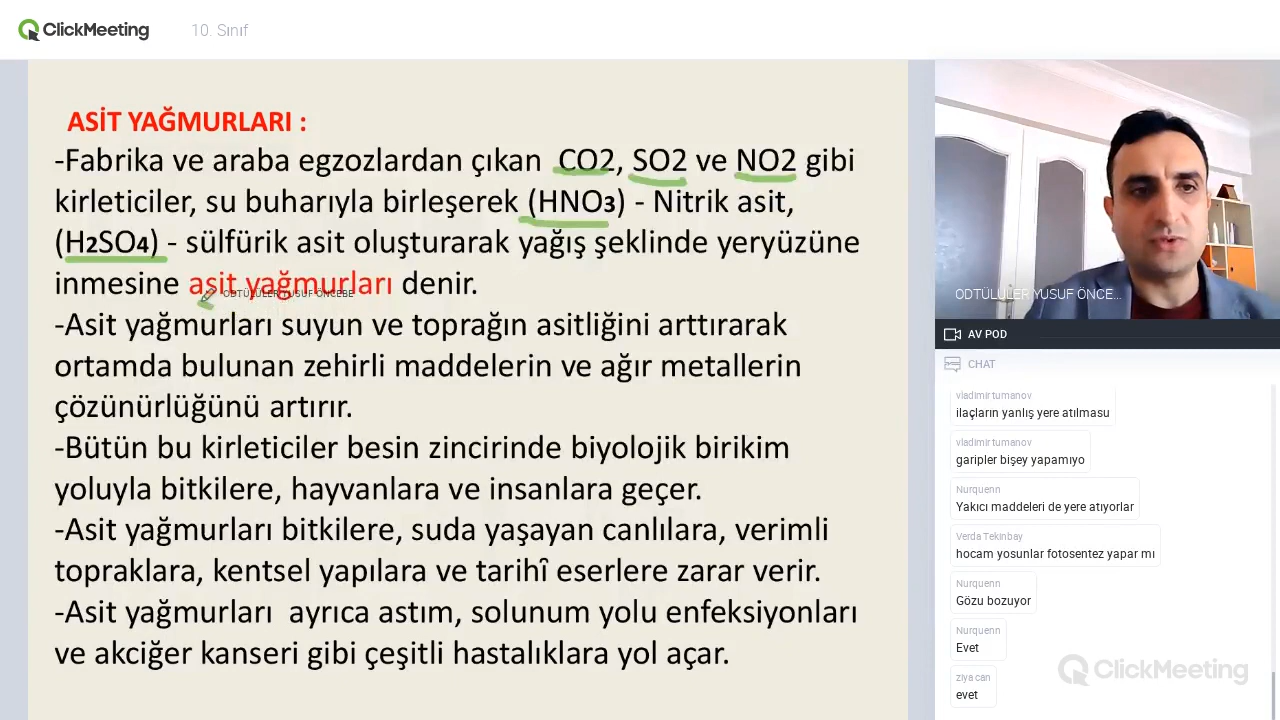 ClickMeeting
10. Sınıf
ASİT YAĞMURLARI :
-Fabrika ve araba egzozlardan çıkan CO2, SO2 ve NO2 gibi
kirleticiler, su buharıyla birleşerek (HNO3) - Nitrik asit,
(H2SO4) - sülfürik asit oluşturarak yağış şeklinde yeryüzüne
inmesine asit yağmurları denir.
ODTÜLÜLER YUSUF ÖNCEBE
-Asit yağmurları suyun ve toprağın asitliğini arttırarak
ortamda bulunan zehirli maddelerin ve ağır metallerin
çözünürlüğünü artırır.
-Bütün bu kirleticiler besin zincirinde biyolojik birikim
yoluyla bitkilere, hayvanlara ve insanlara geçer.
-Asit yağmurları bitkilere, suda yaşayan canlılara, verimli
topraklara, kentsel yapılara ve tarihî eserlere zarar verir.
-Asit yağmurları ayrıca astım, solunum yolu enfeksiyonları
ve akciğer kanseri gibi çeşitli hastalıklara yol açar.
ODTÜLÜLER YUSUF ÖNCE...
AV POD
CHAT
vladimir tumanov
ilaçların yanlış yere atılmasu
vladimir tumanov
garipler bişey yapamıyo
Nurquenn
Yakıcı maddeleri de yere atıyorlar
Verda Tekinbay
hocam yosunlar fotosentez yapar mı
Nurquenn
Gözu bozuyor
Nurquenn
Evet
ziya can
evet
ClickMeeting